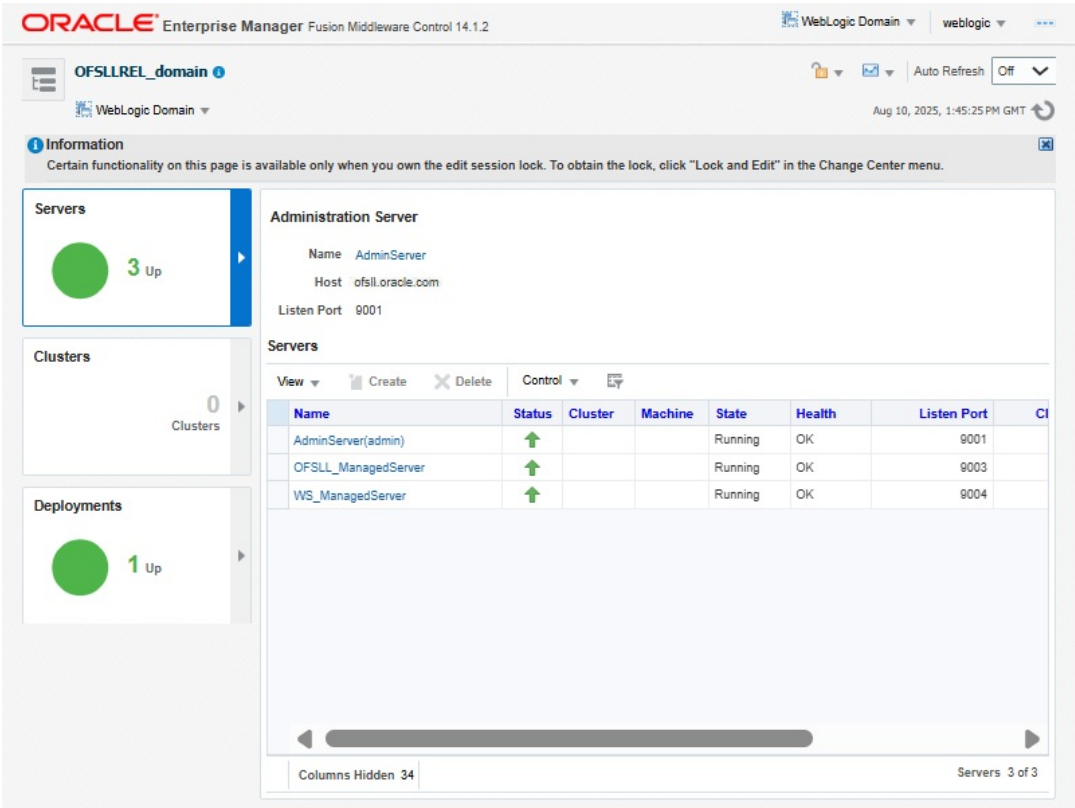 ORACLE® Enterprise Manager Fusion Middleware Control 14.1.2 WebLogic Domain weblogic
OFSLLREL_domain Auto Refresh Off
WebLogic Domain Aug 10, 2025, 1:45:25 PM GMT
Information
Certain functionality on this page is available only when you own the edit session lock. To obtain the lock, click "Lock and Edit" in the Change Center menu.
Servers
3 Up
Clusters
0
Clusters
Deployments
1 Up
Administration Server
Name AdminServer
Host ofsll.oracle.com
Listen Port 9001
Servers
View Create Delete Control
Name Status Cluster Machine State Health Listen Port Cl
AdminServer(admin) Running OK 9001
OFSLL_ManagedServer Running OK 9003
WS_ManagedServer Running OK 9004
Columns Hidden 34 Servers 3 of 3